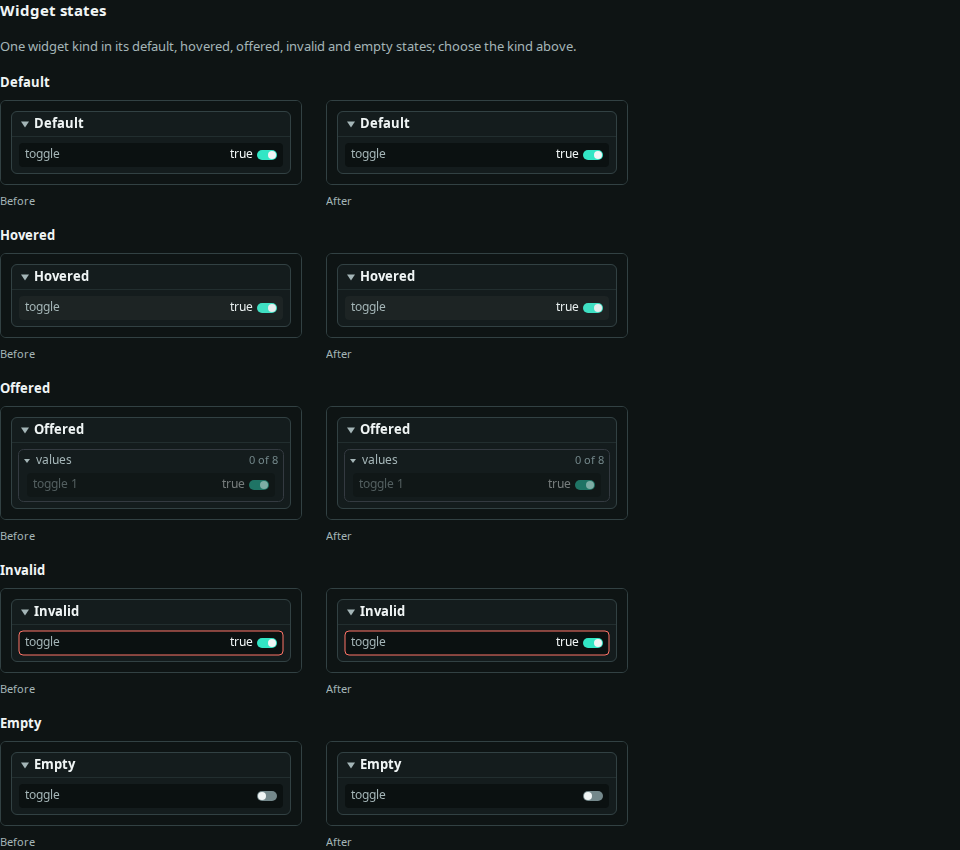 Widget states
One widget kind in its default, hovered, offered, invalid and empty states; choose the kind above.
Default
Default
toggle true
Default
toggle true
Before
After
Hovered
Hovered
toggle true
Hovered
toggle true
Before
After
Offered
Offered
values 0 of 8
toggle 1 true
Offered
values 0 of 8
toggle 1 true
Before
After
Invalid
Invalid
toggle true
Invalid
toggle true
Before
After
Empty
Empty
toggle
Empty
toggle
Before
After